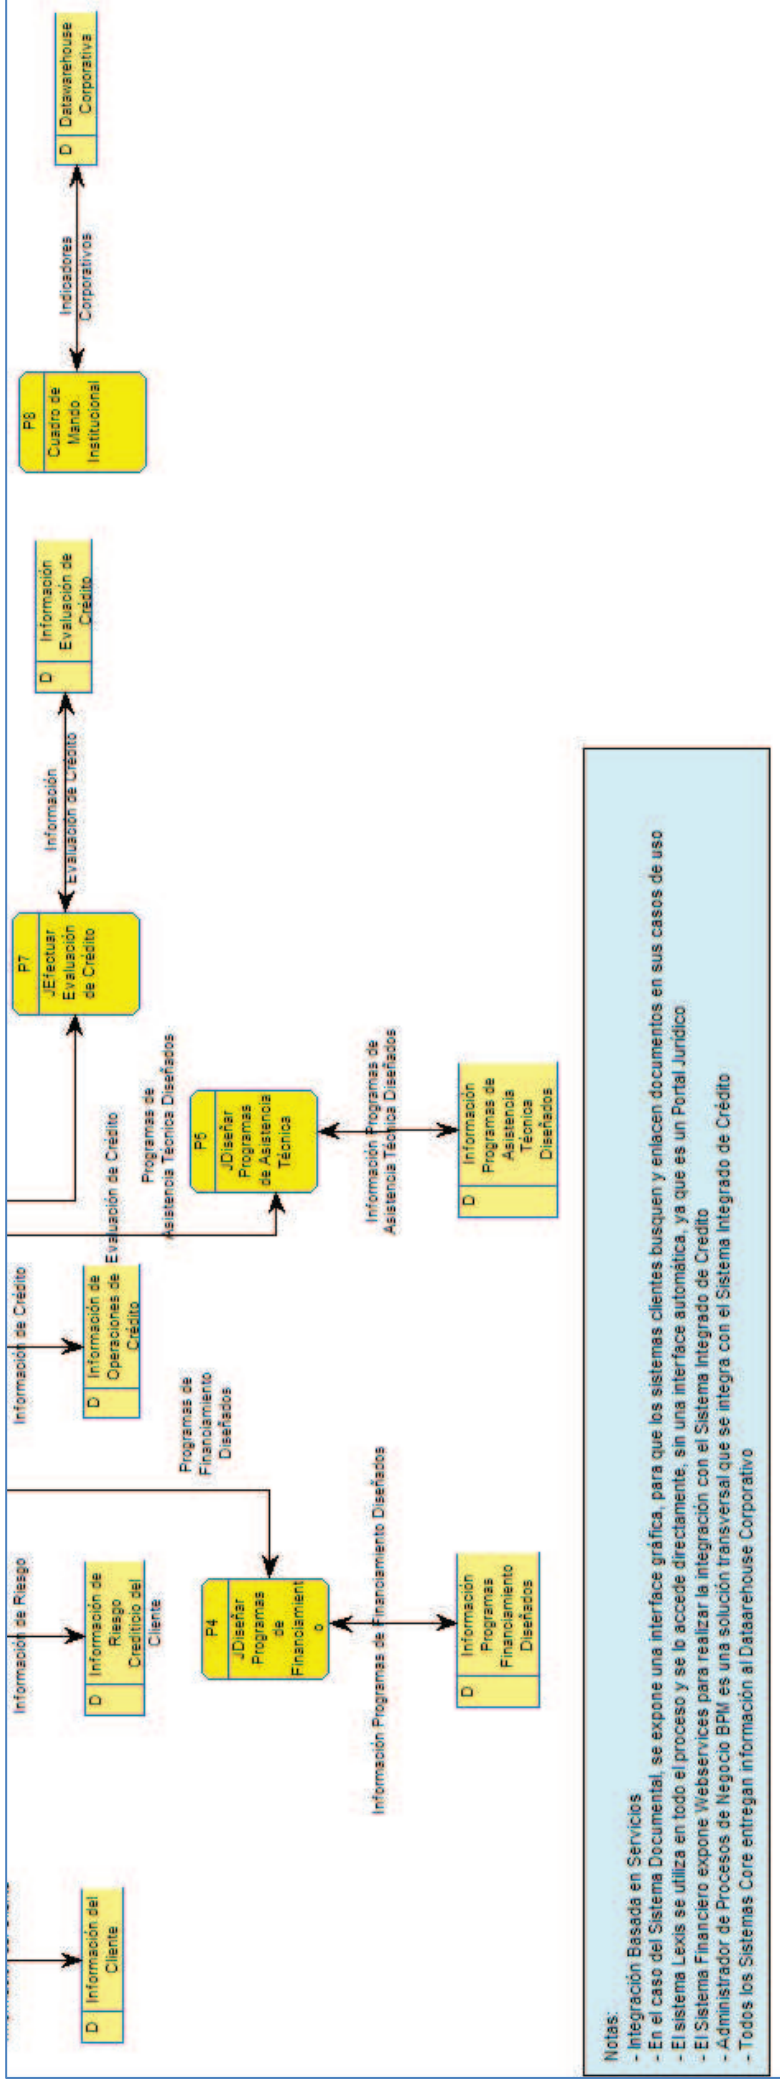 D
Información del
Cliente
Información de Riesgo
D
Información de
Riesgo
Crediticio del
Cliente
Información de Crédito
D
Información de
Operaciones de
Crédito
Evaluación de Crédito
P7
JEfectuar
Evaluación
de Crédito
Información
Evaluación de Crédito
D
Información
Evaluación de
Crédito
P8
Cuadro de
Mando
Institucional
Indicadores
Corporativos
D
Datawarehouse
Corporativa
Programas de
Financiamiento
Diseñados
P4
JDiseñar
Programas
de
Financiamient
o
Información Programas de Financiamiento Diseñados
D
Información
Programas
Financiamiento
Diseñados
Programas de
Asistencia Técnica Diseñados
P5
JDiseñar
Programas
de Asistencia
Técnica
Información Programas de
Asistencia Técnica Diseñados
D
Información
Programas de
Asistencia
Técnica
Diseñados
Notas:
- Integración Basada en Servicios
- En el caso del Sistema Documental, se expone una interface gráfica, para que los sistemas clientes busquen y enlacen documentos en sus casos de uso
- El sistema Lexis se utiliza en todo el proceso y se lo accede directamente, sin una interface automática, ya que es un Portal Jurídico
- El Sistema Financiero expone Webservices para realizar la integración con el Sistema Integrado de Credito
- Administrador de Procesos de Negocio BPM es una solución transversal que se integra con el Sistema Integrado de Crédito
- Todos los Sistemas Core entregan información al Dataarehouse Corporativo